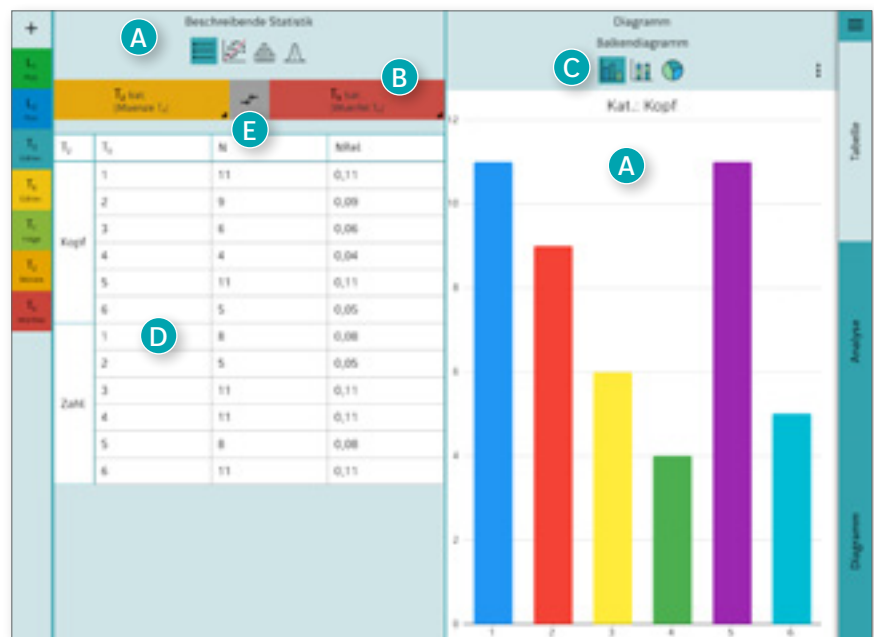 +
A
Beschreibende Statistik
B
E
T₂
N
NRel
Kopf
1 11 0,11
2 9 0,09
3 6 0,06
4 4 0,04
5 11 0,11
6 5 0,05
Zahl
D
1 8 0,08
2 5 0,05
3 11 0,11
4 11 0,11
5 8 0,08
6 11 0,11
Diagramm
Balkendiagramm
C
Kat.: Kopf
A
12
10
8
6
4
2
0
1 2 3 4 5 6
Tabelle
Analyse
Diagramm